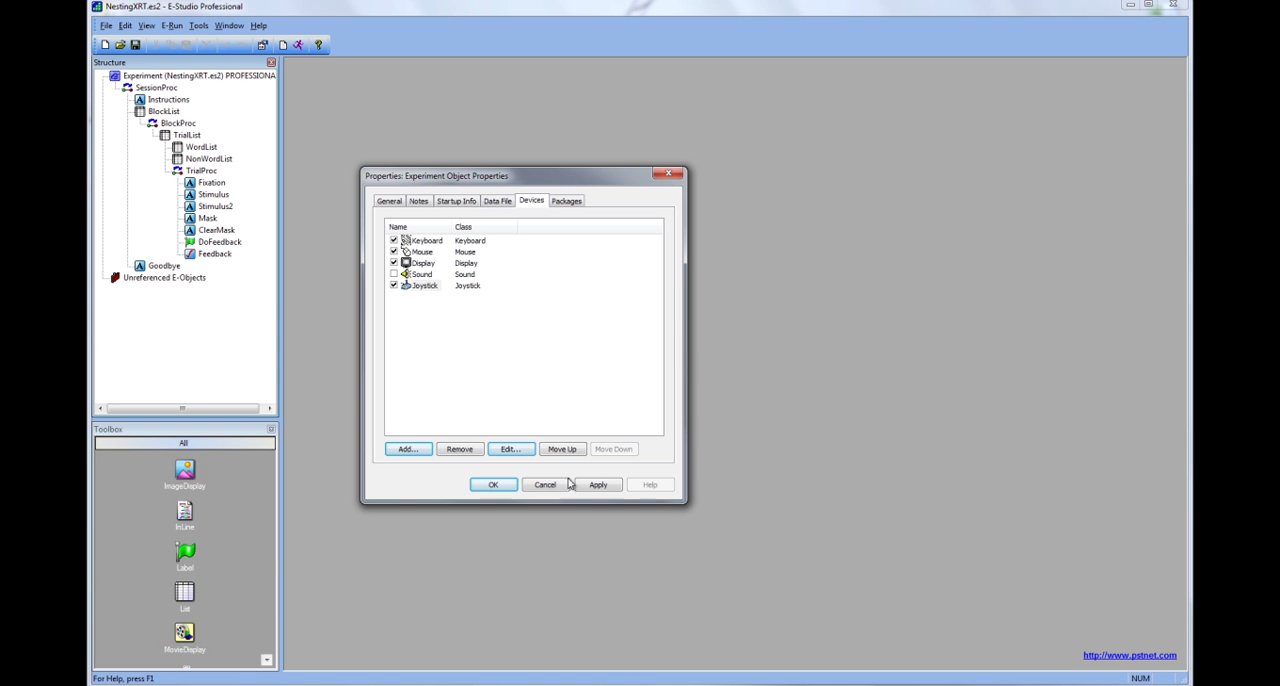 NestingXRT.es2 - E-Studio Professional
File Edit View E-Run Tools Window Help
Structure
Experiment (NestingXRT.es2) PROFESSIONA
SessionProc
Instructions
BlockList
BlockProc
TrialList
WordList
NonWordList
TrialProc
Fixation
Stimulus
Stimulus2
Mask
ClearMask
DoFeedback
Feedback
Goodbye
Unreferenced E-Objects
Properties: Experiment Object Properties
General Notes Startup Info Data File Devices Packages
Name Class
Keyboard Keyboard
Mouse Mouse
Display Display
Sound Sound
Joystick Joystick
Add... Remove Edit... Move Up Move Down
OK Cancel Apply Help
Toolbox
All
ImageDisplay
InLine
Label
List
MovieDisplay
http://www.pstnet.com
For Help, press F1 NUM